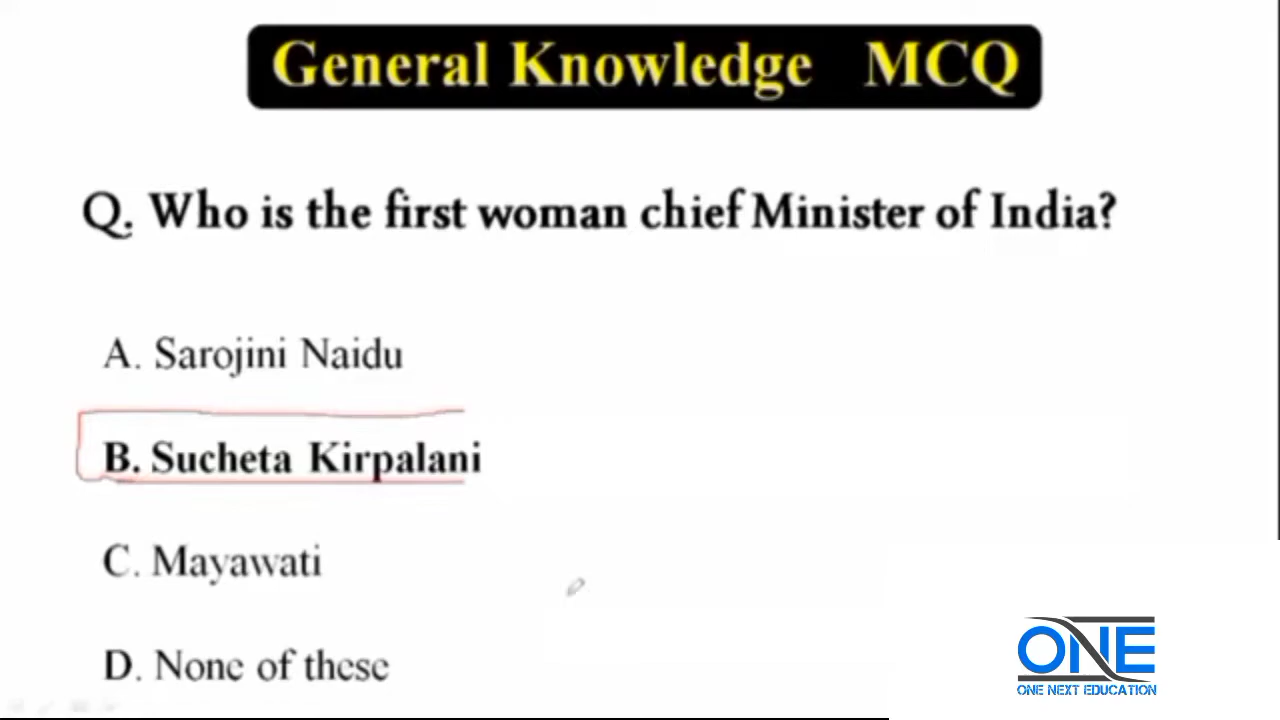 General Knowledge MCQ
Q. Who is the first woman chief Minister of India?
A. Sarojini Naidu
B. Sucheta Kirpalani
C. Mayawati
D. None of these
ONE
ONE NEXT EDUCATION